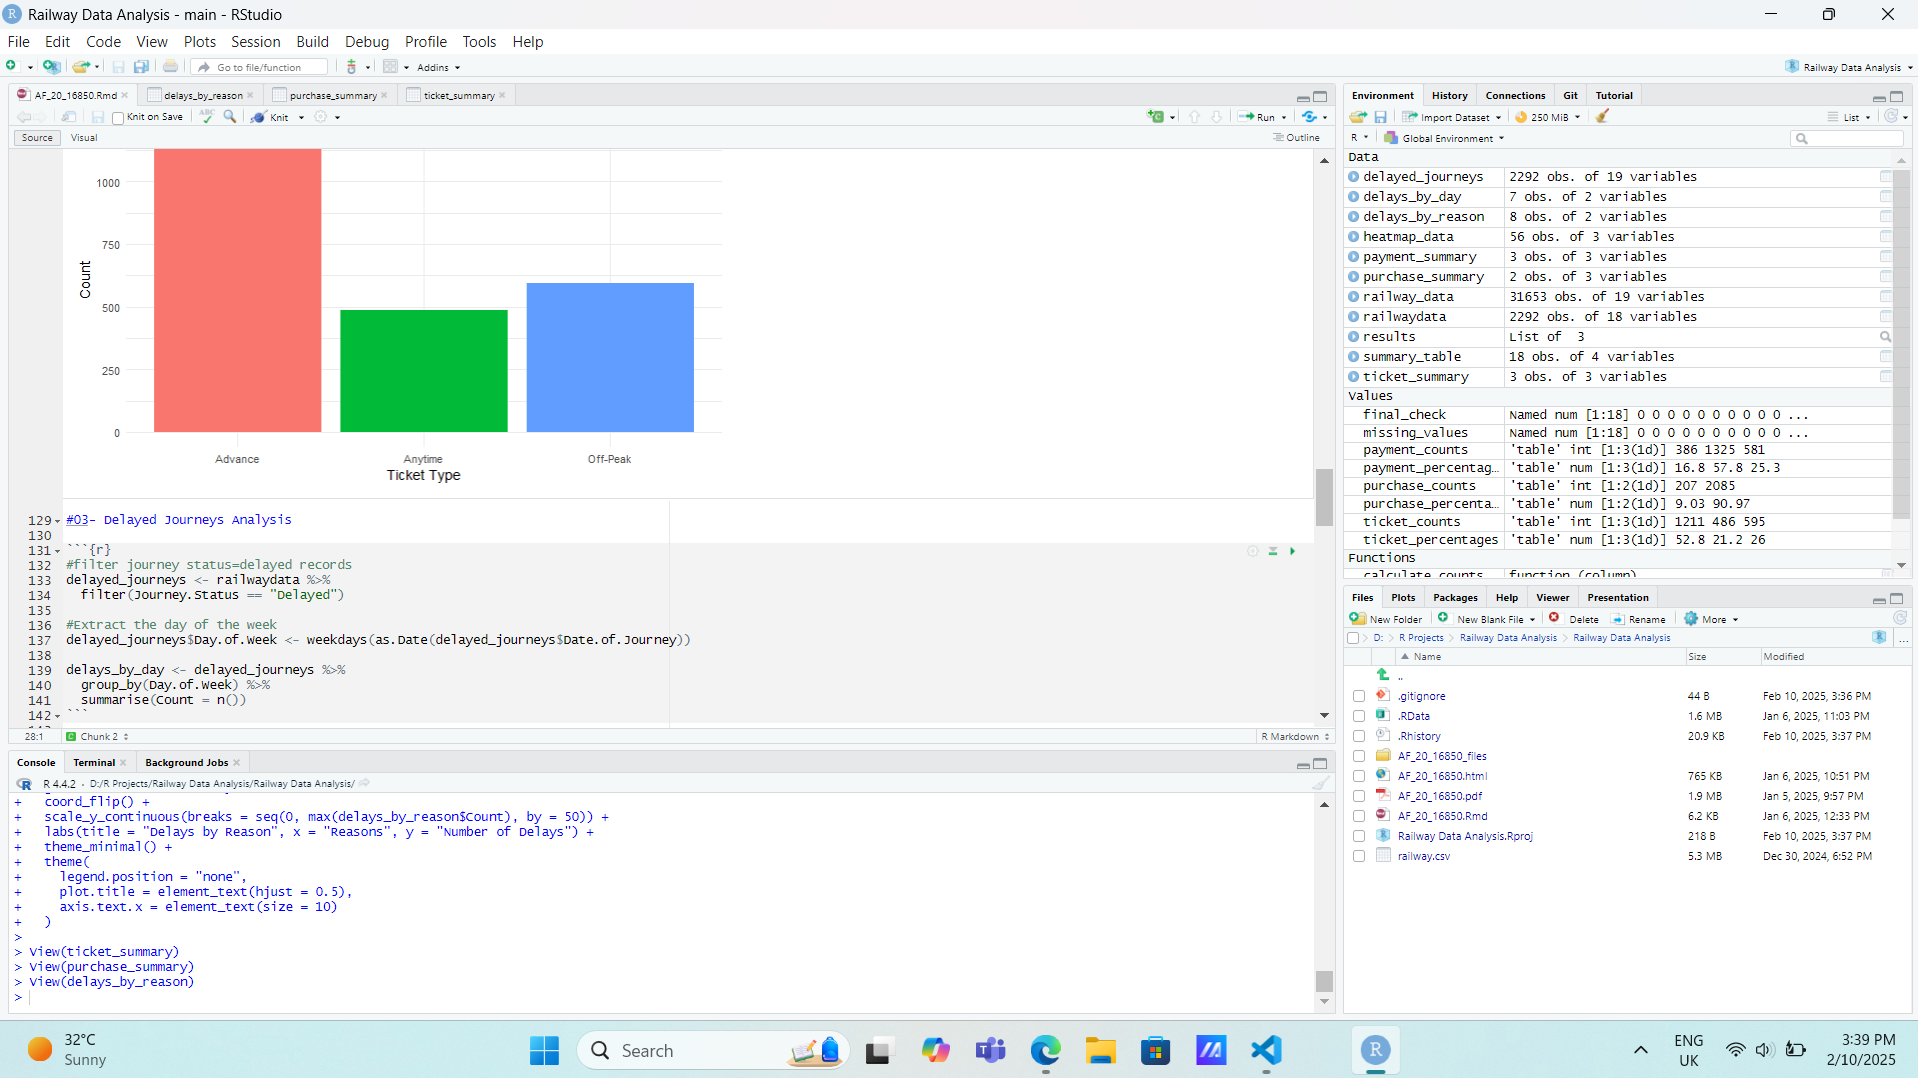 Railway Data Analysis - main - RStudio
File Edit Code View Plots Session Build Debug Profile Tools Help
Go to file/function Addins Railway Data Analysis
AF_20_16850.Rmd delays_by_reason purchase_summary ticket_summary
Knit on Save ABC Knit Run
Source Visual Outline
1000
750
500
250
0
Count
Advance Anytime Off-Peak
Ticket Type
129 #03- Delayed Journeys Analysis
130
131 ```{r}
132 #filter journey status=delayed records
133 delayed_journeys <- railwaydata %>%
134 filter(Journey.Status == "Delayed")
135
136 #Extract the day of the week
137 delayed_journeys$Day.of.Week <- weekdays(as.Date(delayed_journeys$Date.of.Journey))
138
139 delays_by_day <- delayed_journeys %>%
140 group_by(Day.of.Week) %>%
141 summarise(Count = n())
142 ```
28:1 Chunk 2 R Markdown
Console Terminal Background Jobs
R 4.4.2 · D:/R Projects/Railway Data Analysis/Railway Data Analysis/
+ coord_flip() +
+ scale_y_continuous(breaks = seq(0, max(delays_by_reason$Count), by = 50)) +
+ labs(title = "Delays by Reason", x = "Reasons", y = "Number of Delays") +
+ theme_minimal() +
+ theme(
+ legend.position = "none",
+ plot.title = element_text(hjust = 0.5),
+ axis.text.x = element_text(size = 10)
+ )
>
> View(ticket_summary)
> View(purchase_summary)
> View(delays_by_reason)
>
Environment History Connections Git Tutorial
Import Dataset 250 MiB List
R Global Environment
Data
delayed_journeys 2292 obs. of 19 variables
delays_by_day 7 obs. of 2 variables
delays_by_reason 8 obs. of 2 variables
heatmap_data 56 obs. of 3 variables
payment_summary 3 obs. of 3 variables
purchase_summary 2 obs. of 3 variables
railway_data 31653 obs. of 19 variables
railwaydata 2292 obs. of 18 variables
results List of 3
summary_table 18 obs. of 4 variables
ticket_summary 3 obs. of 3 variables
Values
final_check Named num [1:18] 0 0 0 0 0 0 0 0 0 0 ...
missing_values Named num [1:18] 0 0 0 0 0 0 0 0 0 0 ...
payment_counts 'table' int [1:3(1d)] 386 1325 581
payment_percentag… 'table' num [1:3(1d)] 16.8 57.8 25.3
purchase_counts 'table' int [1:2(1d)] 207 2085
purchase_percenta… 'table' num [1:2(1d)] 9.03 90.97
ticket_counts 'table' int [1:3(1d)] 1211 486 595
ticket_percentages 'table' num [1:3(1d)] 52.8 21.2 26
Functions
calculate_counts function (column)
Files Plots Packages Help Viewer Presentation
New Folder New Blank File Delete Rename More
D: R Projects Railway Data Analysis Railway Data Analysis ...
Name Size Modified
..
.gitignore 44 B Feb 10, 2025, 3:36 PM
.RData 1.6 MB Jan 6, 2025, 11:03 PM
.Rhistory 20.9 KB Feb 10, 2025, 3:37 PM
AF_20_16850_files
AF_20_16850.html 765 KB Jan 6, 2025, 10:51 PM
AF_20_16850.pdf 1.9 MB Jan 5, 2025, 9:57 PM
AF_20_16850.Rmd 6.2 KB Jan 6, 2025, 12:33 PM
Railway Data Analysis.Rproj 218 B Feb 10, 2025, 3:37 PM
railway.csv 5.3 MB Dec 30, 2024, 6:52 PM
32°C
Sunny
Search
ENG
UK
3:39 PM
2/10/2025